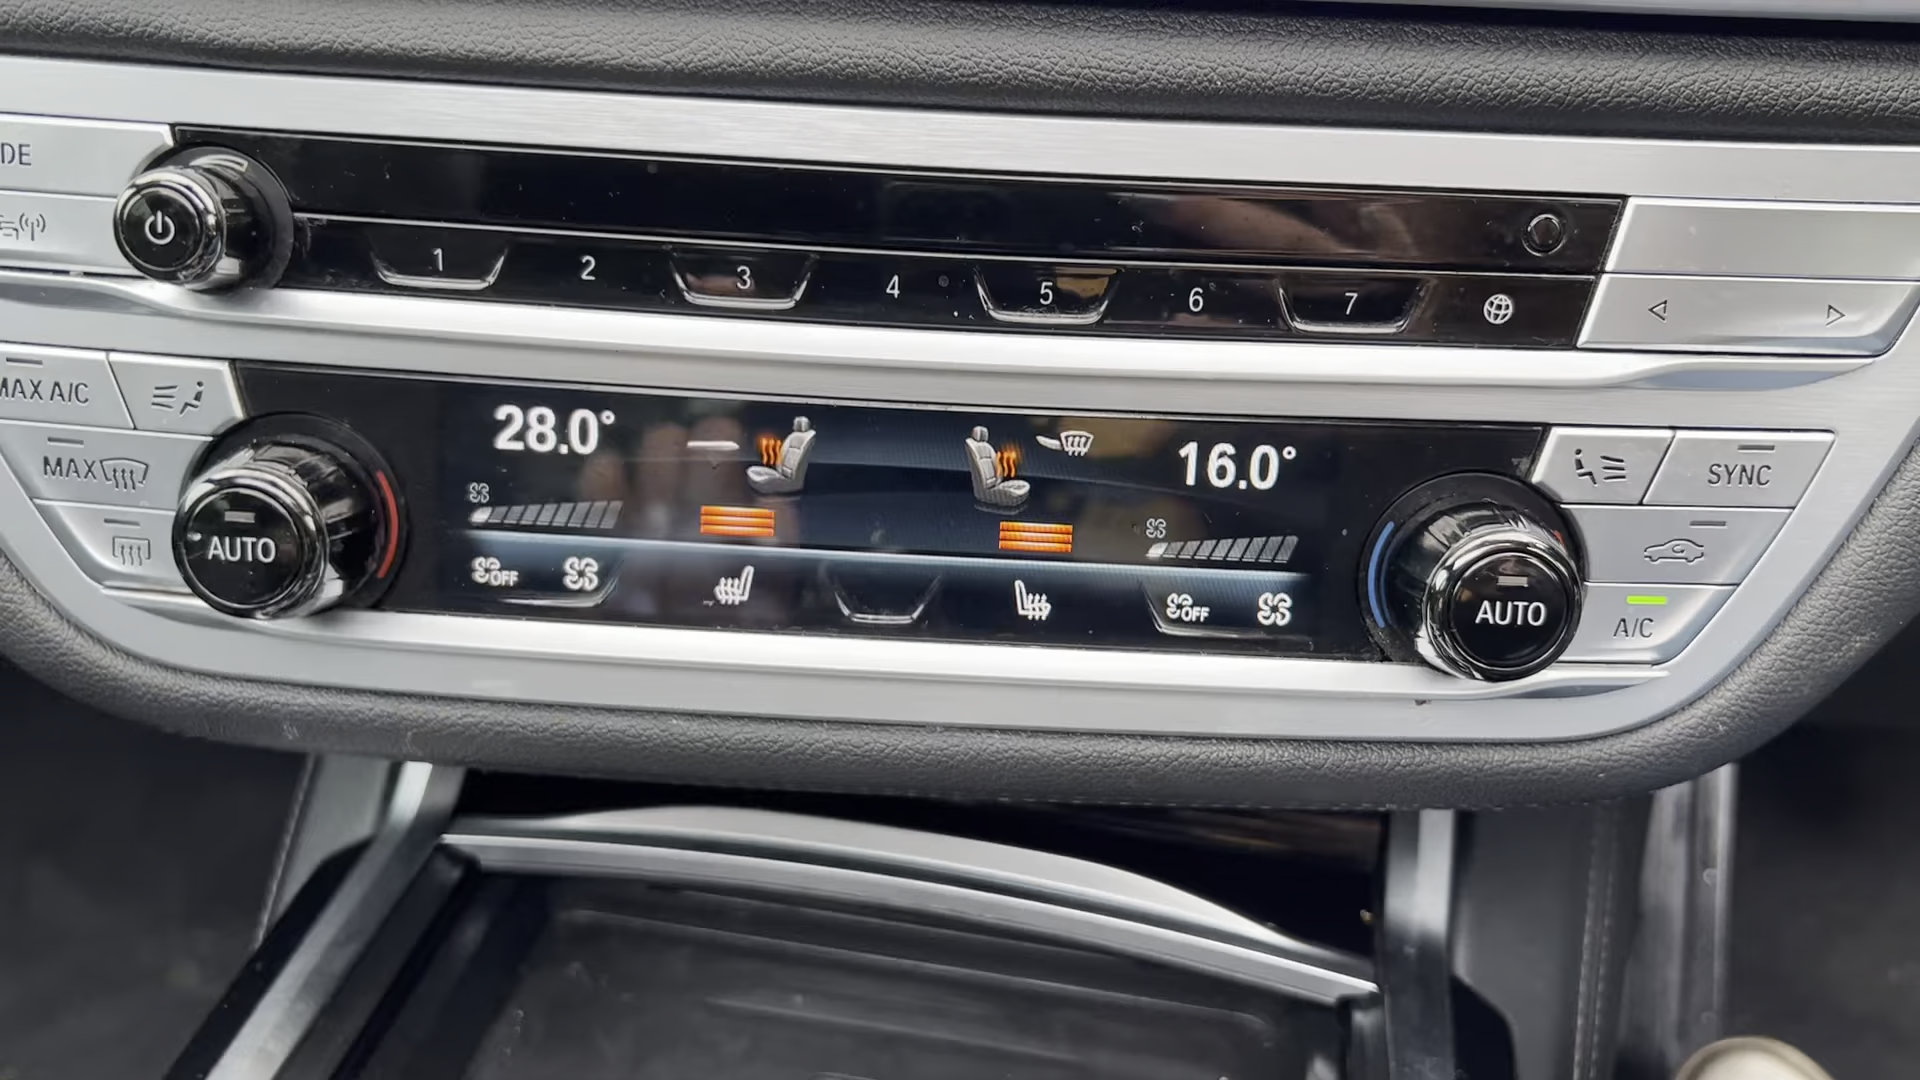 DE
1 2 3 4 5 6 7
MAX A/C
28.0° 16.0°
MAX
SYNC
AUTO
OFF OFF
AUTO
A/C